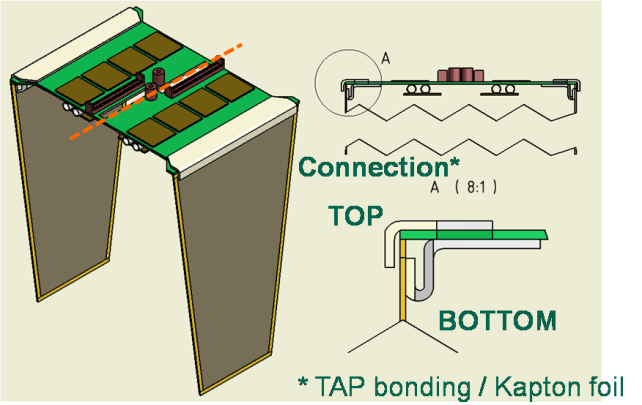 A
Connection*
A ( 8:1 )
TOP
BOTTOM
* TAP bonding / Kapton foil